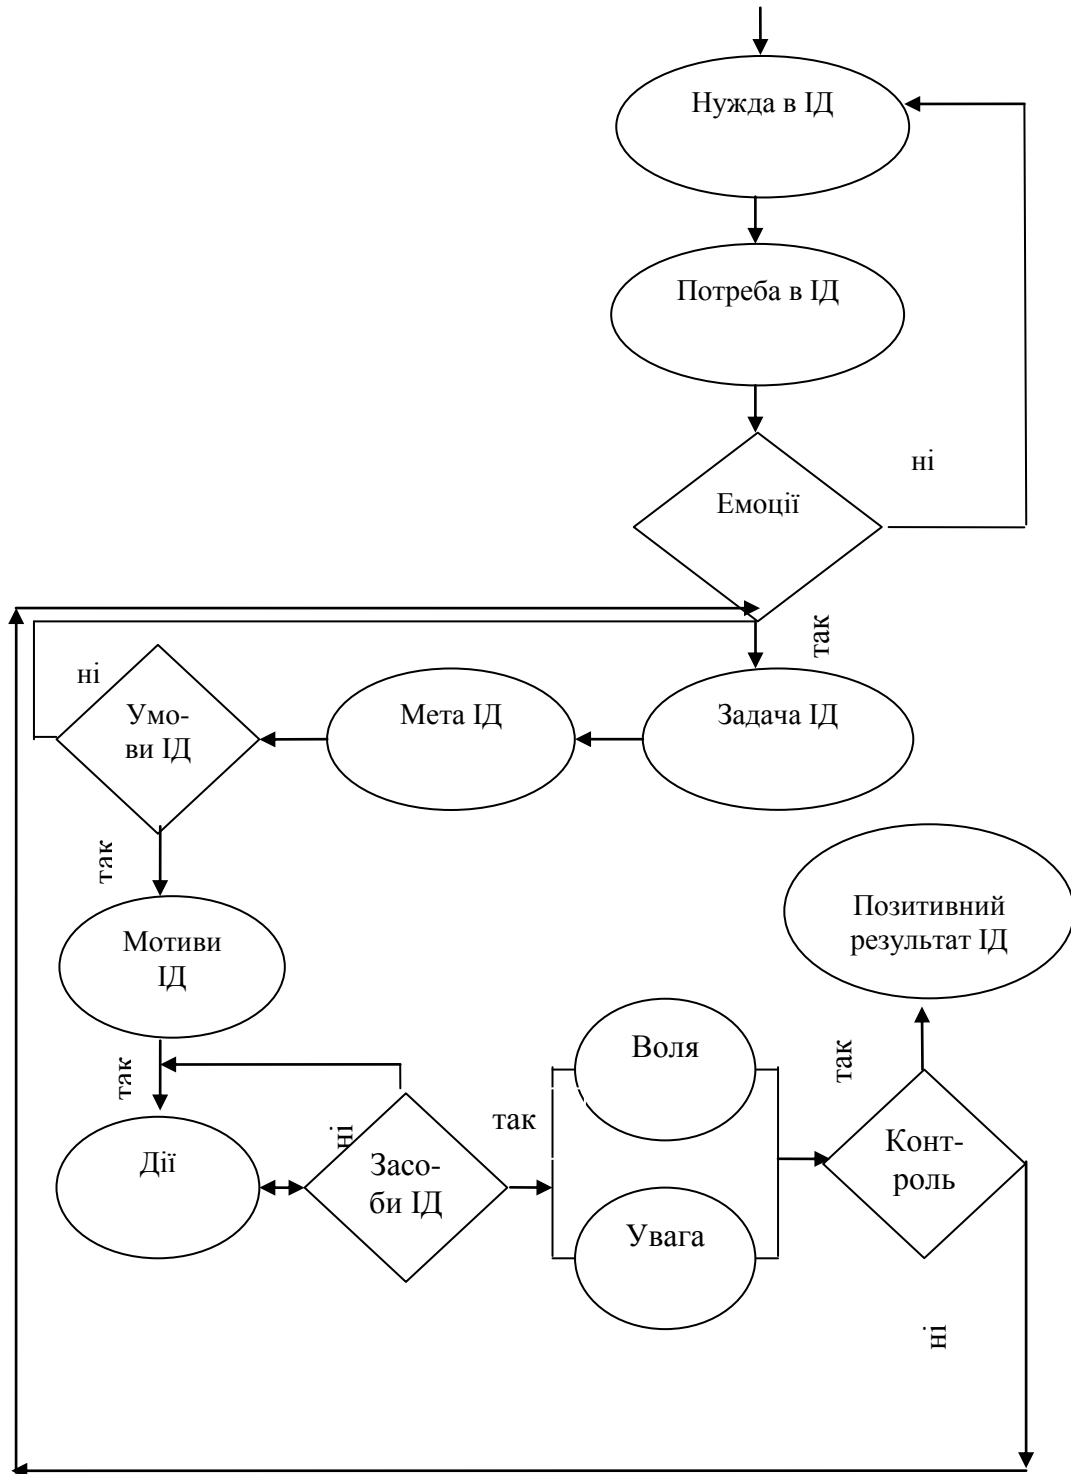 Нужда в ІД
Потреба в ІД
ні
Емоції
так
ні
Умо-
ви ІД
Мета ІД
Задача ІД
так
Мотиви
ІД
Позитивний
результат ІД
так
ні
Засо-
би ІД
Дії
так
Воля
Увага
так
Конт-
роль
ні